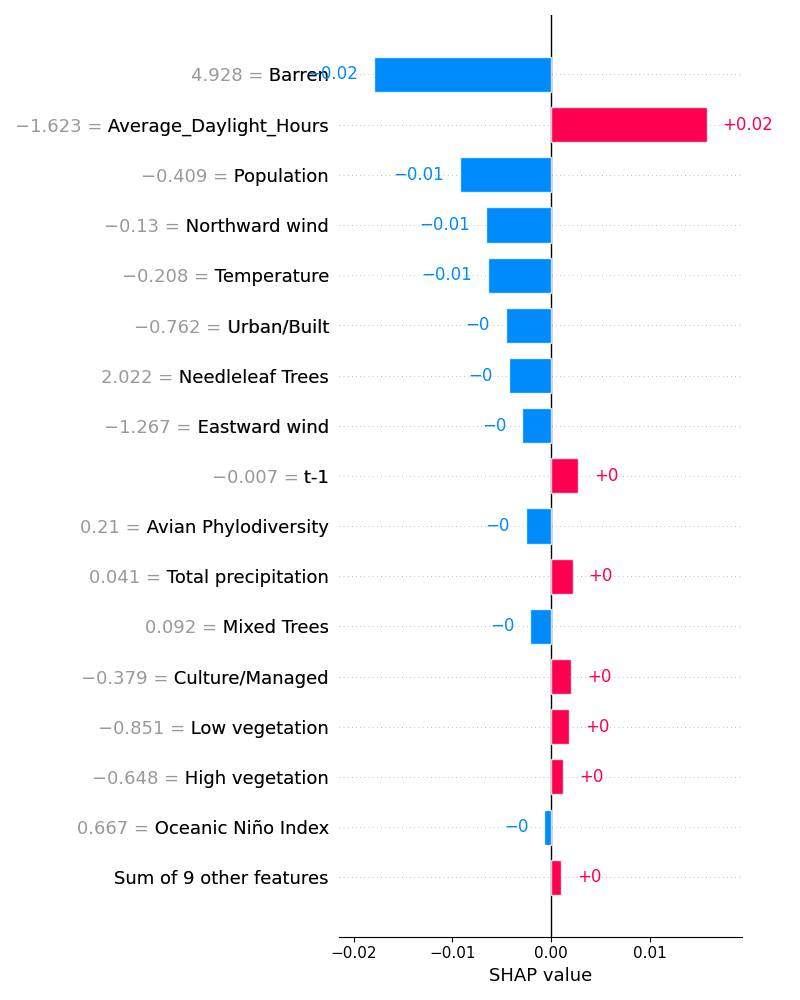 4.928 = Barren −0.02
−1.623 = Average_Daylight_Hours +0.02
−0.409 = Population −0.01
−0.13 = Northward wind −0.01
−0.208 = Temperature −0.01
−0.762 = Urban/Built −0
2.022 = Needleleaf Trees −0
−1.267 = Eastward wind −0
−0.007 = t-1 +0
0.21 = Avian Phylodiversity −0
0.041 = Total precipitation +0
0.092 = Mixed Trees −0
−0.379 = Culture/Managed +0
−0.851 = Low vegetation +0
−0.648 = High vegetation +0
0.667 = Oceanic Niño Index −0
Sum of 9 other features +0
−0.02 −0.01 0.00 0.01
SHAP value